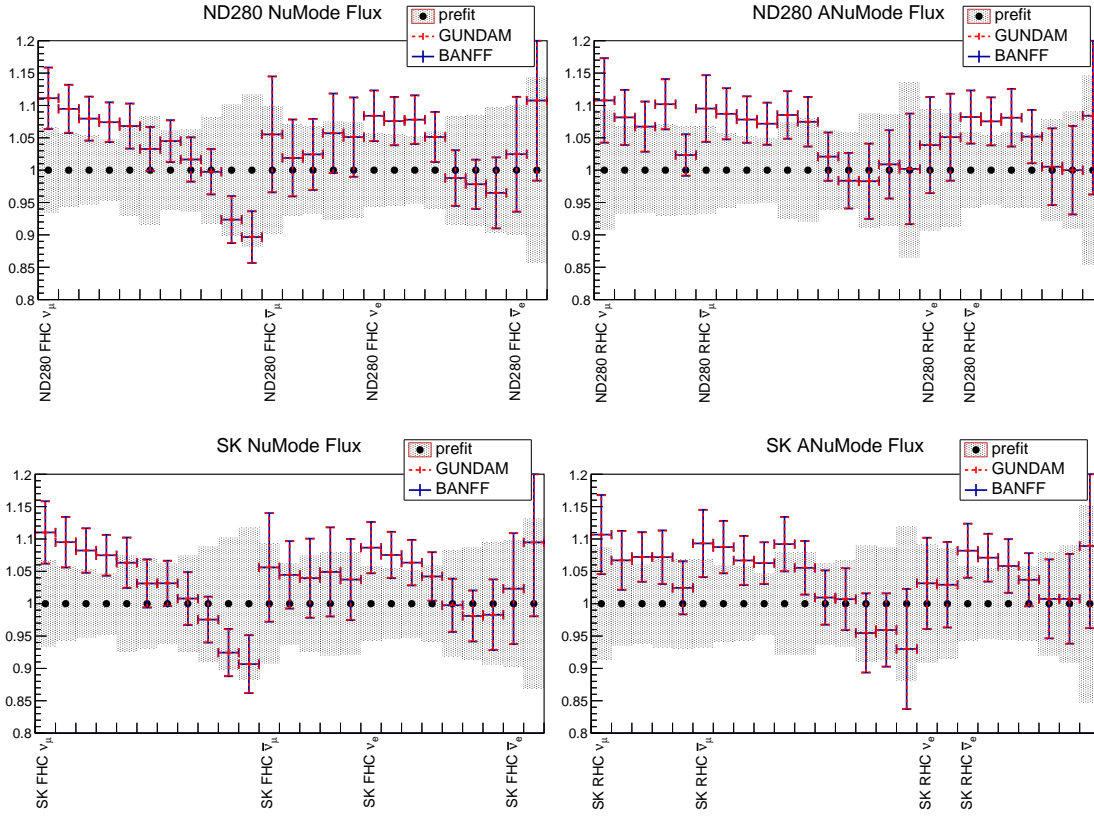 ND280 NuMode Flux
prefit
GUNDAM
BANFF
1.2
1.15
1.1
1.05
1
0.95
0.9
0.85
0.8
ND280 FHC νμ
ND280 FHC ν̅μ
ND280 FHC νe
ND280 FHC ν̅e
ND280 ANuMode Flux
prefit
GUNDAM
BANFF
1.2
1.15
1.1
1.05
1
0.95
0.9
0.85
0.8
ND280 RHC νμ
ND280 RHC ν̅μ
ND280 RHC νe
ND280 RHC ν̅e
SK NuMode Flux
prefit
GUNDAM
BANFF
1.2
1.15
1.1
1.05
1
0.95
0.9
0.85
0.8
SK FHC νμ
SK FHC ν̅μ
SK FHC νe
SK FHC ν̅e
SK ANuMode Flux
prefit
GUNDAM
BANFF
1.2
1.15
1.1
1.05
1
0.95
0.9
0.85
0.8
SK RHC νμ
SK RHC ν̅μ
SK RHC νe
SK RHC ν̅e